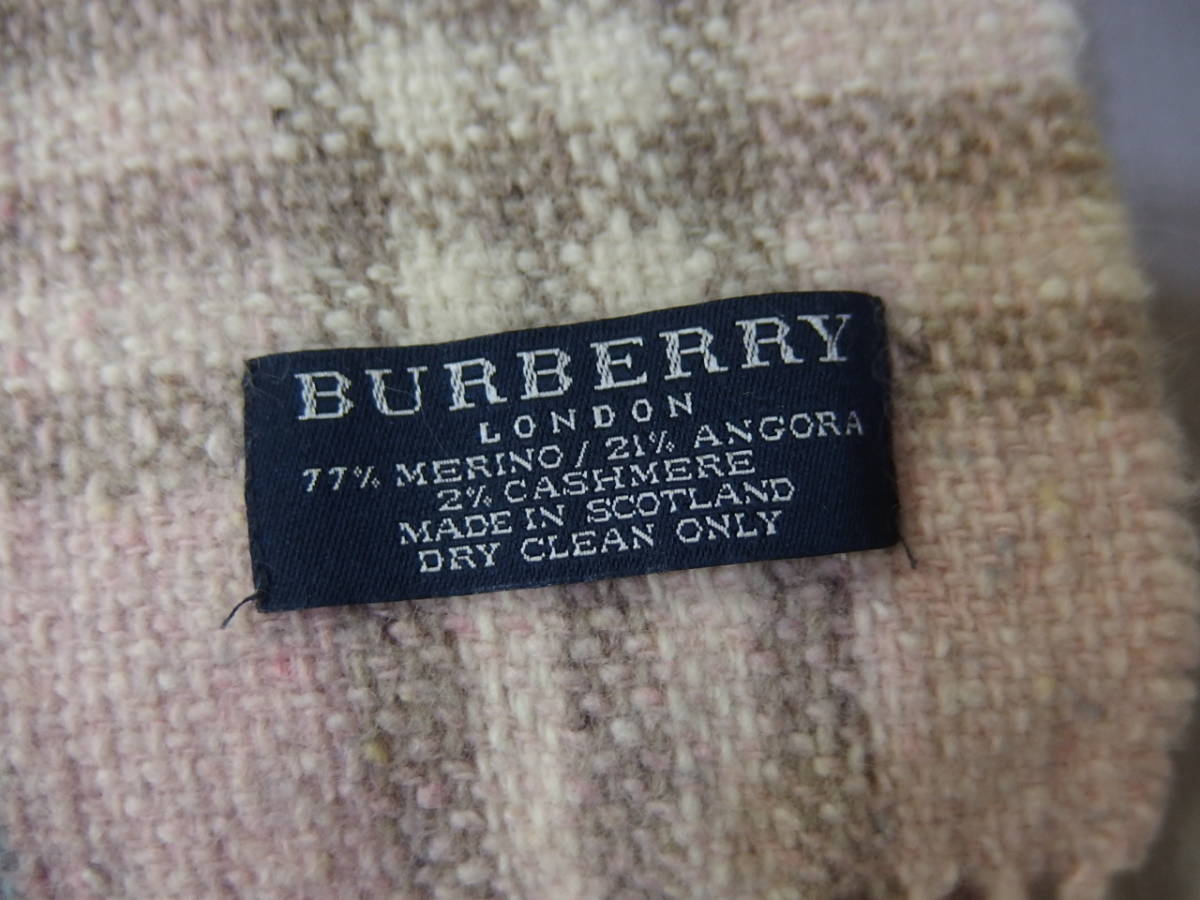 BURBERRY
LONDON
77% MERINO / 21% ANGORA
2% CASHMERE
MADE IN SCOTLAND
DRY CLEAN ONLY